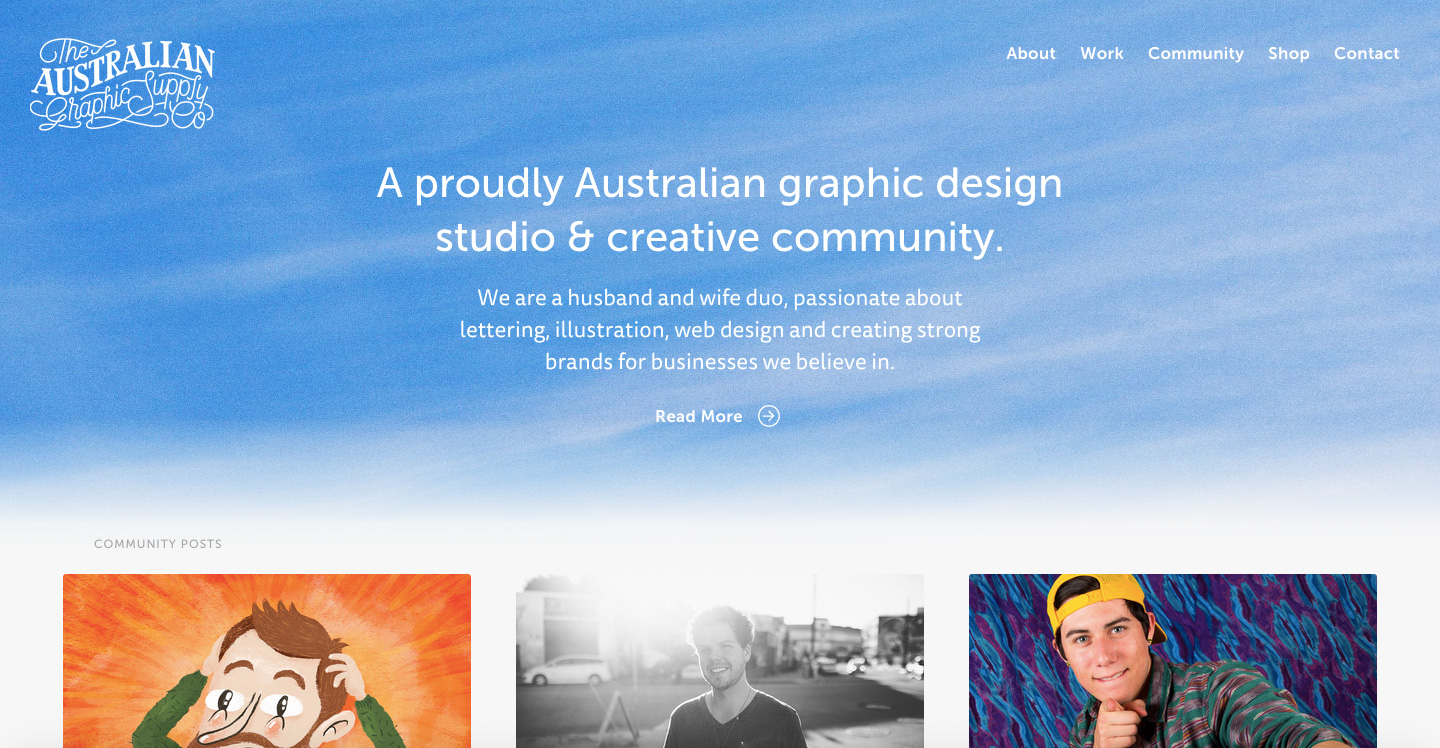 The
AUSTRALIAN
Graphic Supply
Co
About Work Community Shop Contact
A proudly Australian graphic design
studio & creative community.
We are a husband and wife duo, passionate about
lettering, illustration, web design and creating strong
brands for businesses we believe in.
Read More
COMMUNITY POSTS